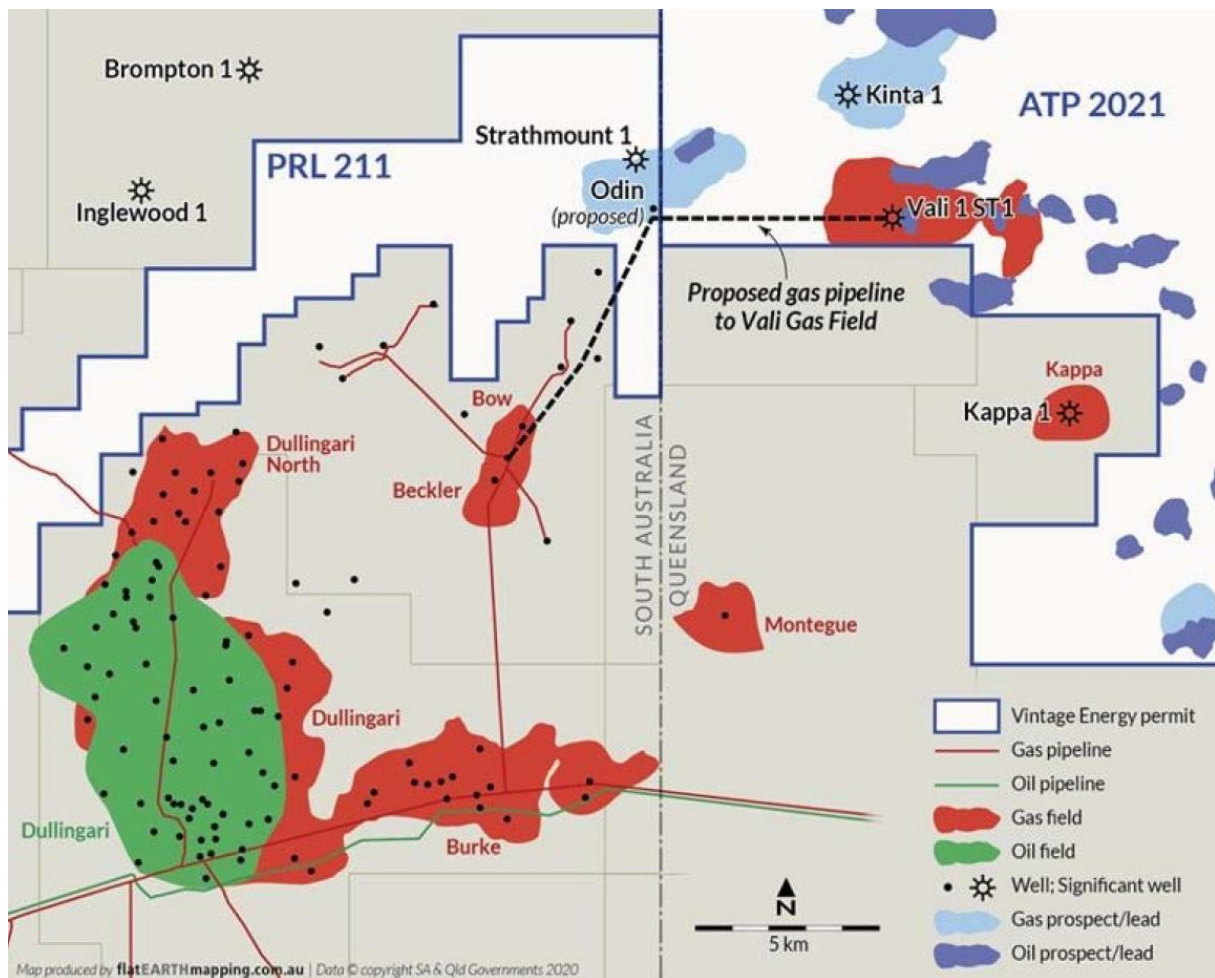 Brompton 1
Kinta 1
ATP 2021
Strathmount 1
PRL 211
Odin
(proposed)
Inglewood 1
Vali 1 ST1
Proposed gas pipeline
to Vali Gas Field
Bow
Kappa
Kappa 1
Dullingari
North
Beckler
SOUTH AUSTRALIA
QUEENSLAND
Montegue
Dullingari
Dullingari
Burke
Vintage Energy permit
Gas pipeline
Oil pipeline
Gas field
Oil field
Well; Significant well
Gas prospect/lead
Oil prospect/lead
N
5 km
Map produced by flatEARTHmapping.com.au | Data © copyright SA & Qld Governments 2020